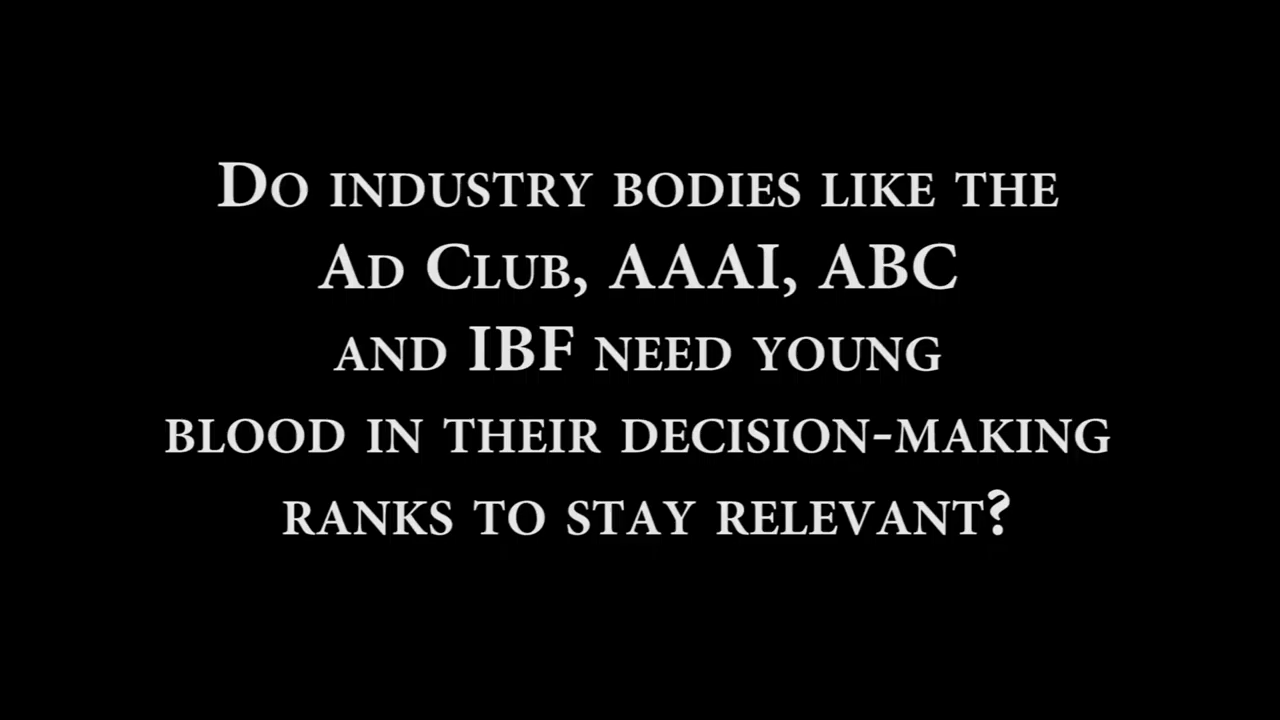 Do industry bodies like the
Ad Club, AAAI, ABC
and IBF need young
blood in their decision-making
ranks to stay relevant?